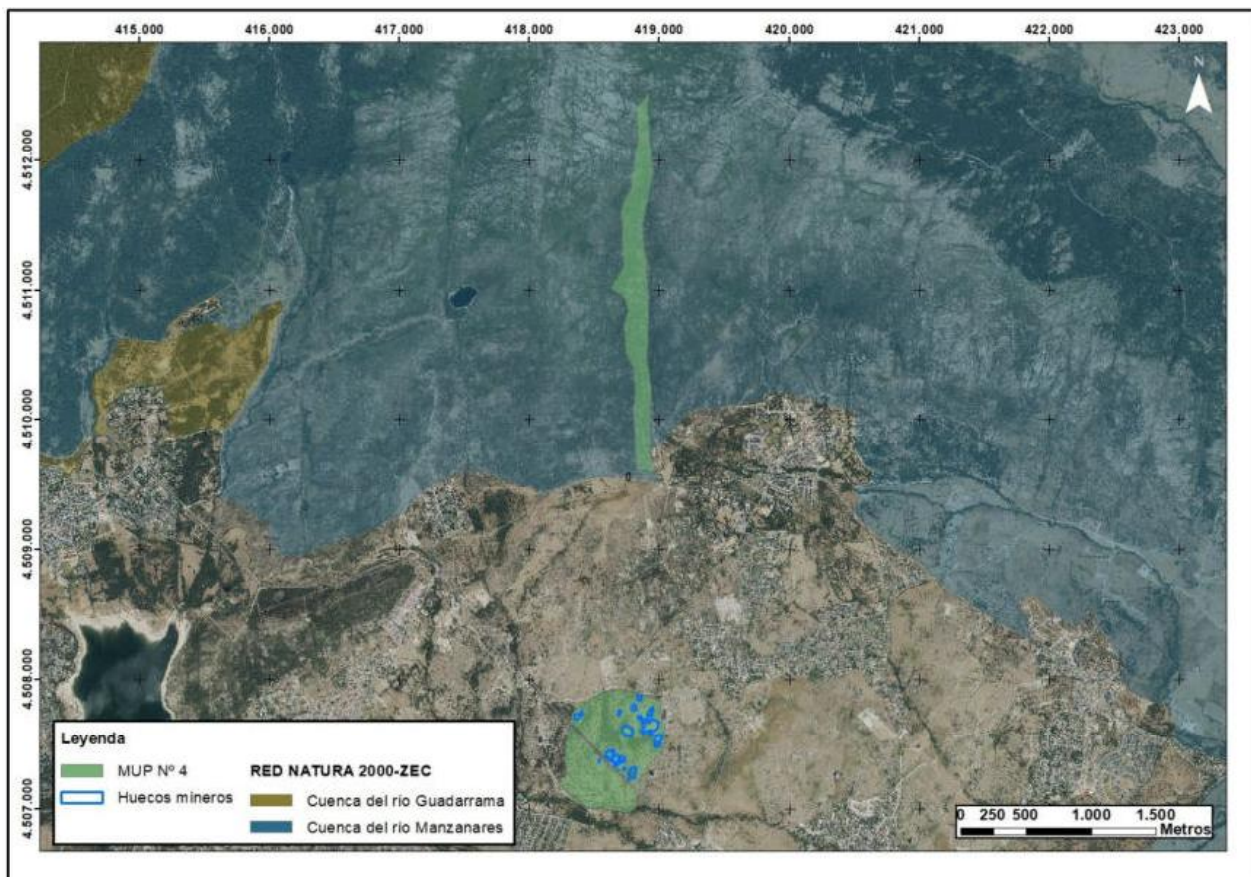 415.000 416.000 417.000 418.000 419.000 420.000 421.000 422.000 423.000
N
4.512.000
4.511.000
4.510.000
4.509.000
4.508.000
4.507.000
Leyenda
MUP Nº 4
Huecos mineros
RED NATURA 2000-ZEC
Cuenca del río Guadarrama
Cuenca del río Manzanares
0 250 500 1.000 1.500
Metros